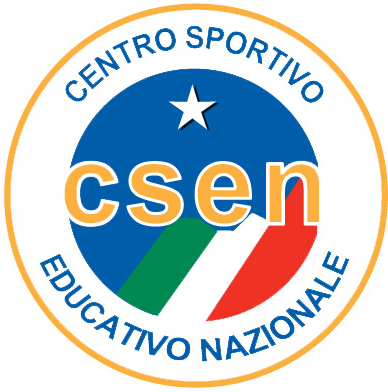 CENTRO SPORTIVO
csen
EDUCATIVO NAZIONALE